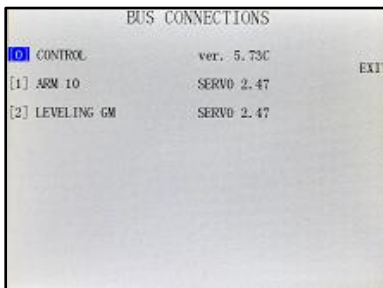 BUS CONNECTIONS
[0] CONTROL ver. 5.73C
EXIT
[1] ARM 10 SERVO 2.47
[2] LEVELING GM SERVO 2.47